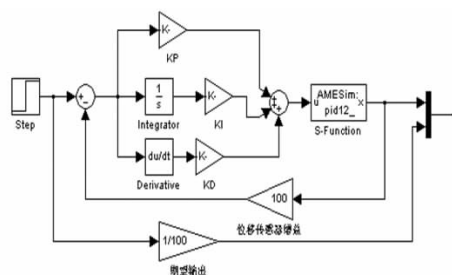 K-
KP
AMESim:
+
-
1
s
K-
+
+
+
u
x
pid12_
Step
Integrator
KI
S-Function
du/dt
K-
Derivative
KD
100
位移传感器增益
1/100
期望输出